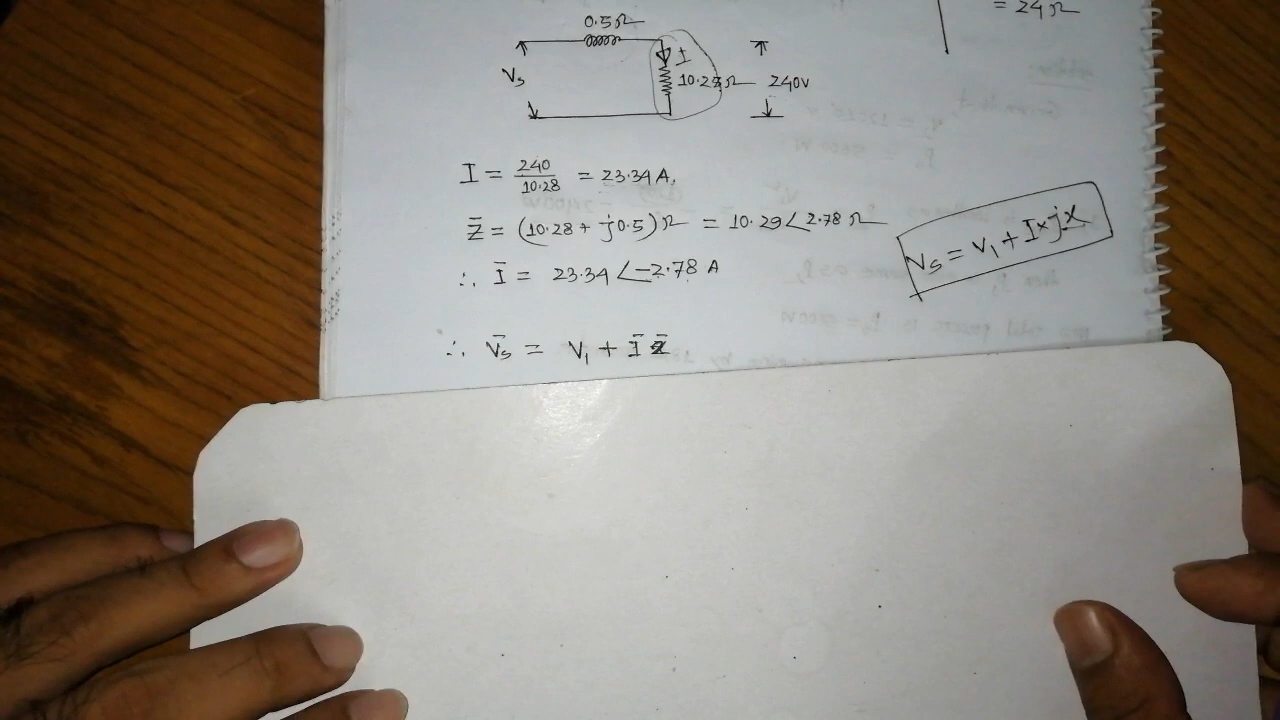 = 24Ω
0.5Ω
I
Vs
10.28Ω
240V
I = 240/10.28 = 23.34 A,
Z̄ = (10.28 + j0.5)Ω = 10.29∠2.78 Ω
Vs = V₁ + I×jX
∴ Ī = 23.34 ∠-2.78 A
∴ V̄s = V₁ + Ī Z̄